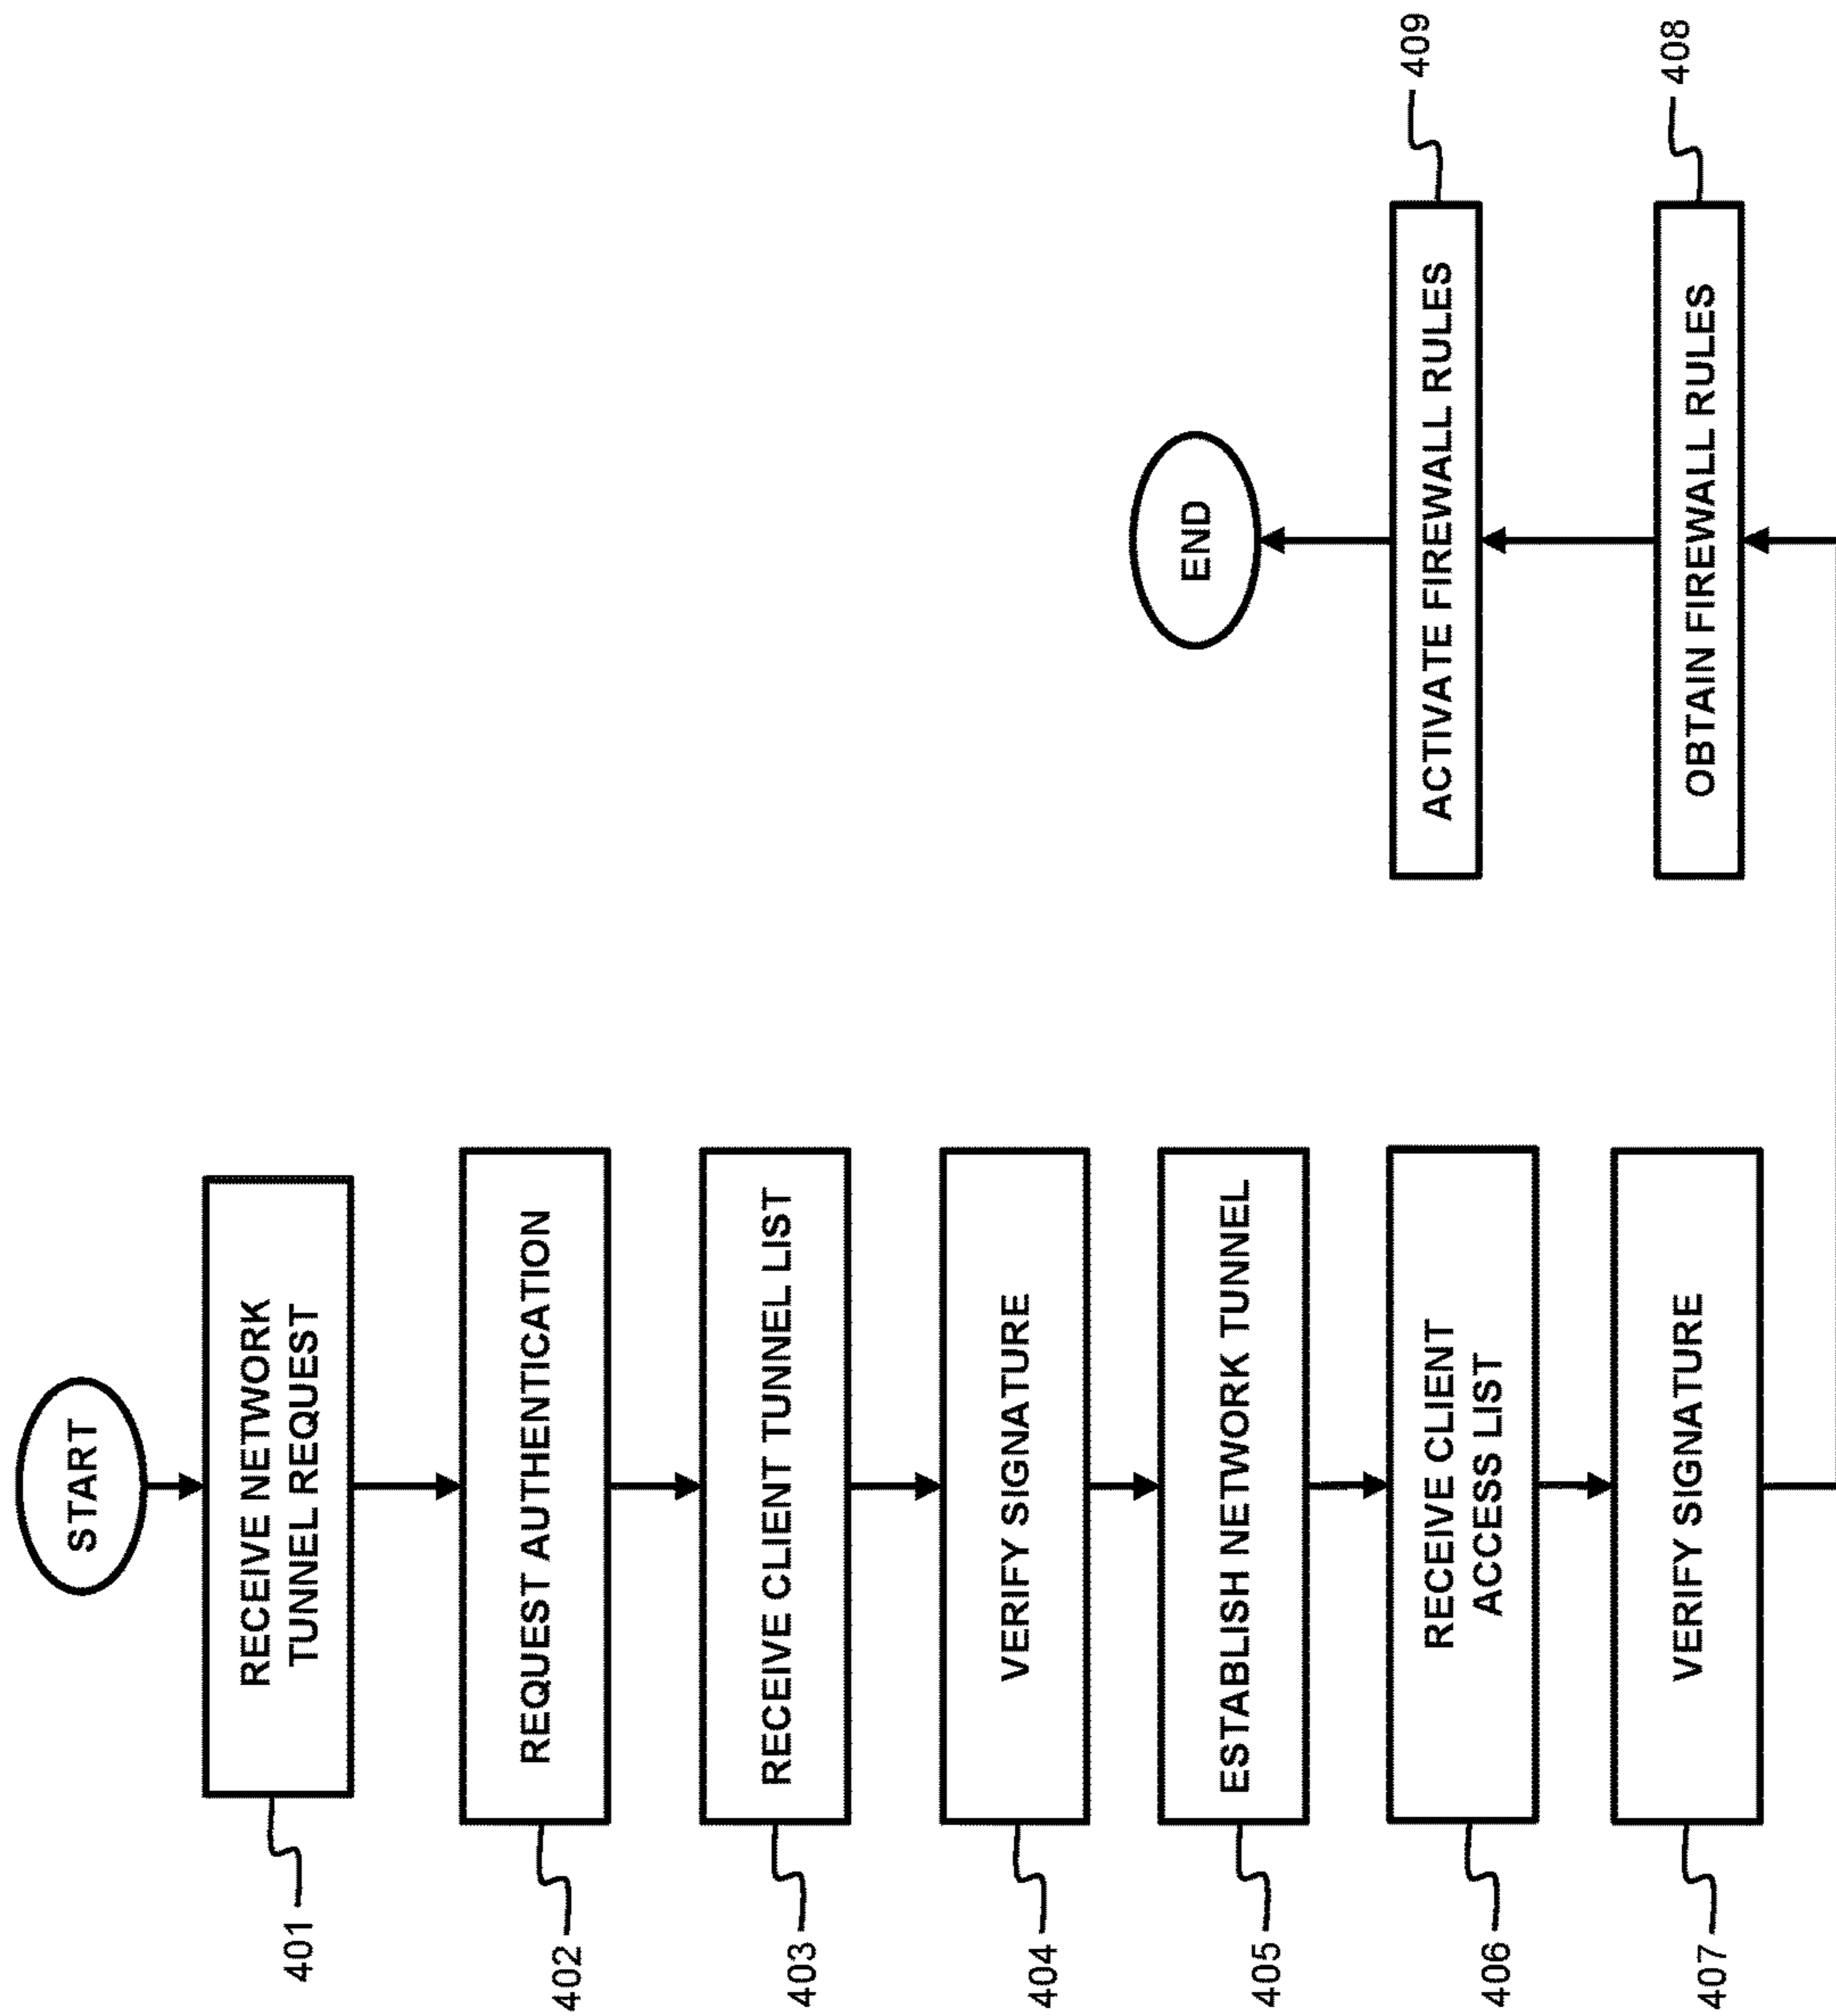 START
RECEIVE NETWORK
TUNNEL REQUEST
401
REQUEST AUTHENTICATION
402
RECEIVE CLIENT TUNNEL LIST
403
VERIFY SIGNATURE
404
ESTABLISH NETWORK TUNNEL
405
RECEIVE CLIENT
ACCESS LIST
406
VERIFY SIGNATURE
407
OBTAIN FIREWALL RULES
408
ACTIVATE FIREWALL RULES
409
END